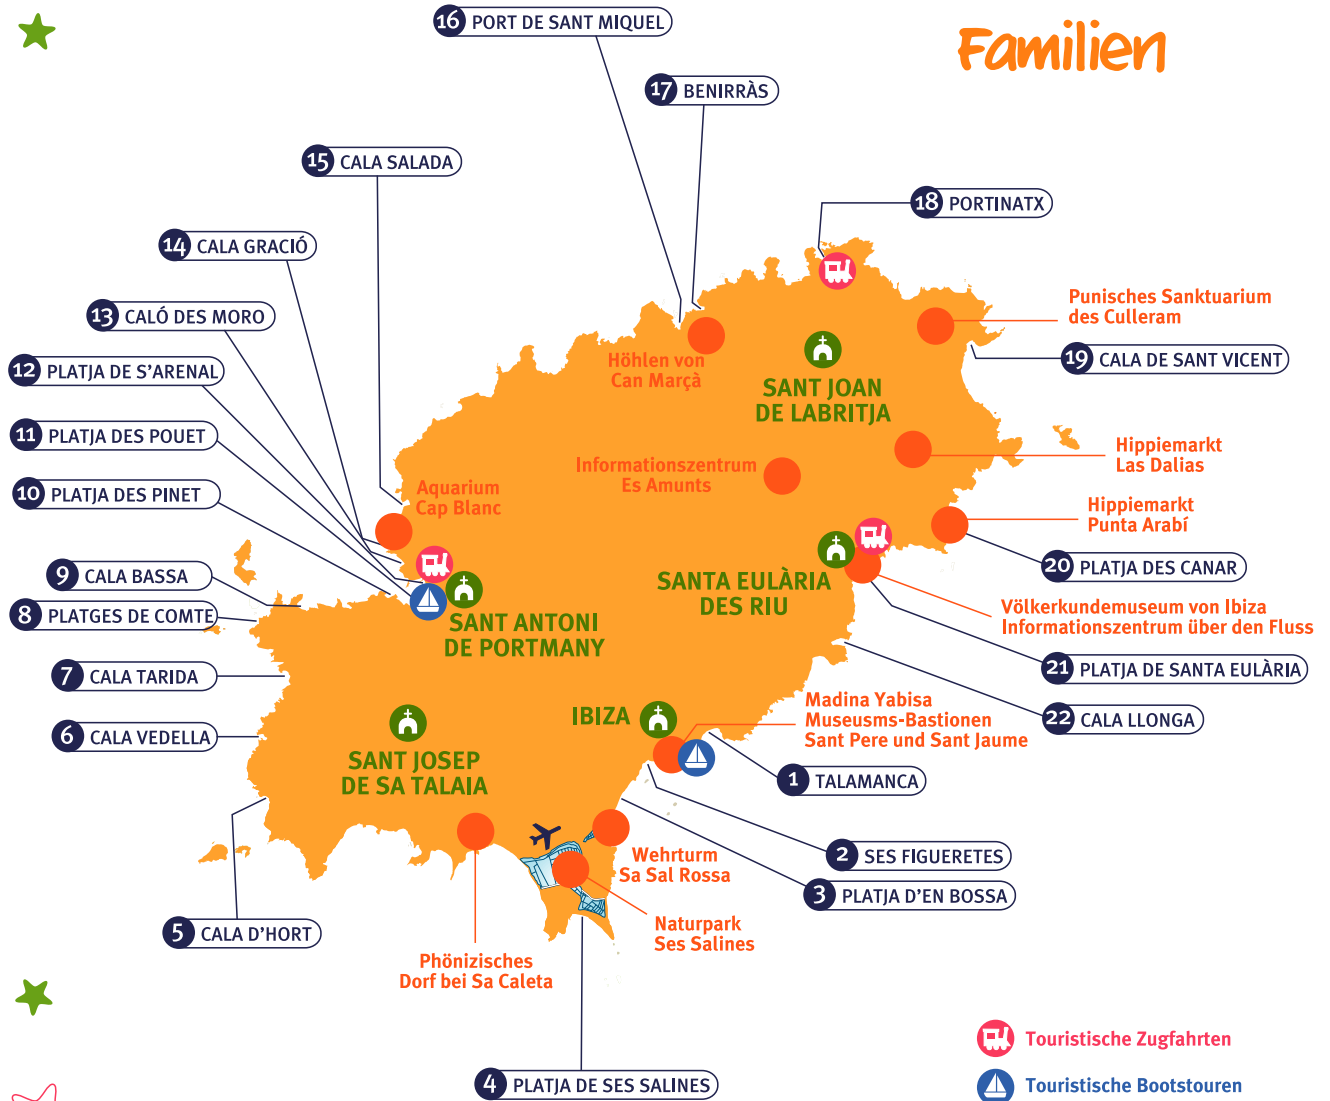 Familien
16 PORT DE SANT MIQUEL
17 BENIRRÀS
15 CALA SALADA
18 PORTINATX
14 CALA GRACIÓ
13 CALÓ DES MORO
12 PLATJA DE S'ARENAL
11 PLATJA DES POUET
10 PLATJA DES PINET
9 CALA BASSA
8 PLATGES DE COMTE
7 CALA TARIDA
6 CALA VEDELLA
5 CALA D'HORT
4 PLATJA DE SES SALINES
Punisches Sanktuarium
des Culleram
19 CALA DE SANT VICENT
Höhlen von
Can Marçà
SANT JOAN
DE LABRITJA
Informationszentrum
Es Amunts
Hippiemarkt
Las Dalias
Hippiemarkt
Punta Arabí
20 PLATJA DES CANAR
Aquarium
Cap Blanc
SANTA EULÀRIA
DES RIU
Völkerkundemuseum von Ibiza
Informationszentrum über den Fluss
21 PLATJA DE SANTA EULÀRIA
22 CALA LLONGA
SANT ANTONI
DE PORTMANY
IBIZA
Madina Yabisa
Museusms-Bastionen
Sant Pere und Sant Jaume
SANT JOSEP
DE SA TALAIA
1 TALAMANCA
2 SES FIGUERETES
3 PLATJA D'EN BOSSA
Wehrturm
Sa Sal Rossa
Naturpark
Ses Salines
Phönizisches
Dorf bei Sa Caleta
Touristische Zugfahrten
Touristische Bootstouren